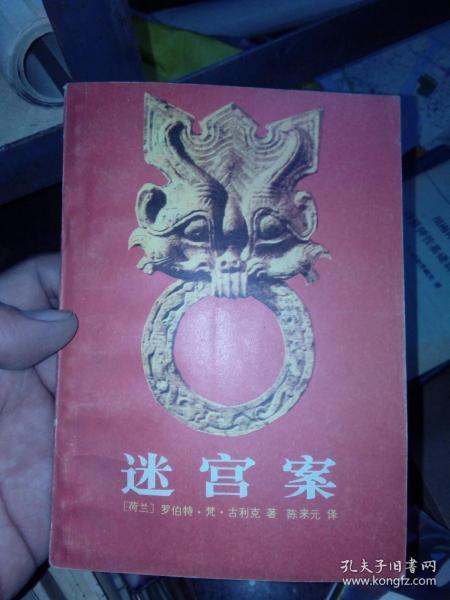 迷宫案
[荷兰] 罗伯特·梵·古利克 著 陈来元 译
孔夫子旧书网
www.kongfz.com